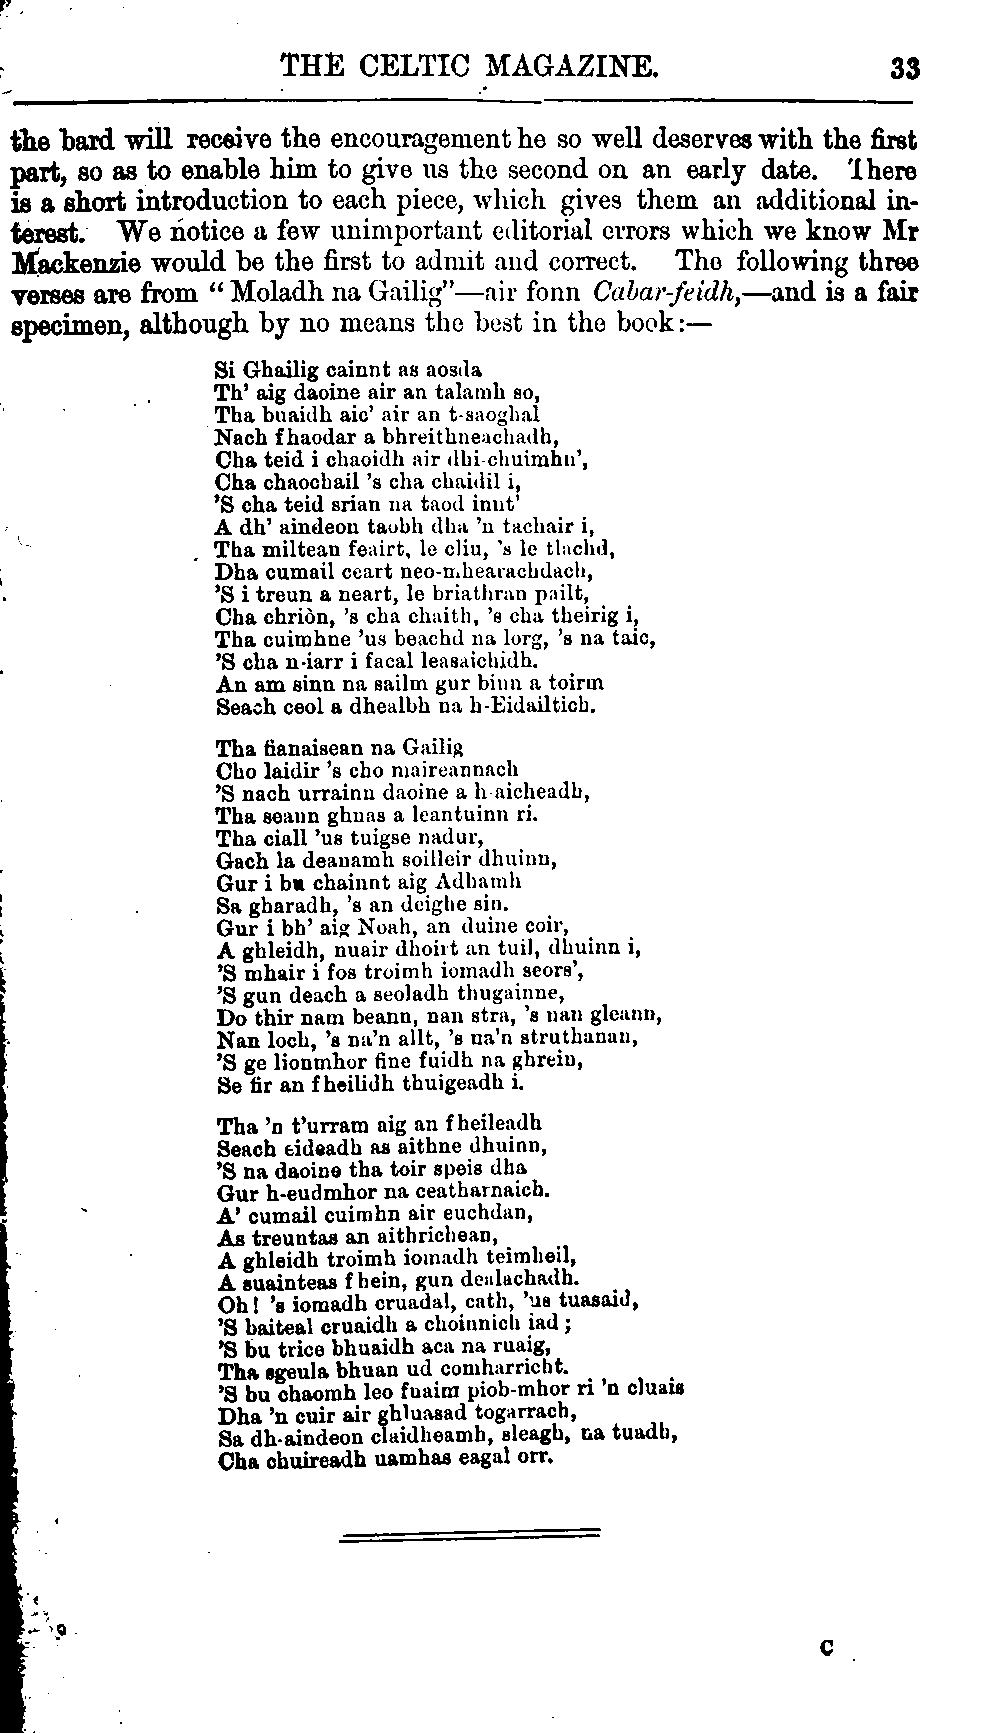 THE CELTIC MAGAZINE. 33
the bard will receive the encouragement he so well deserves with the first
part, so as to enable him to give us the second on an early date. There
is a short introduction to each piece, which gives them an additional in-
terest. We notice a few unimportant editorial errors which we know Mr
Mackenzie would be the first to admit and correct. The following three
verses are from “ Moladh na Gailig”—air fonn Cabar-feidh,—and is a fair
specimen, although by no means the best in the book:—
Si Ghailig cainnt as aosda
Th’ aig daoine air an talamh so,
Tha buaidh aic’ air an t-saoghal
Nach fhaodar a bhreithneachadh,
Cha teid i chaoidh air dhi-chuimhn’,
Cha chaochail ’s cha chaidil i,
’S cha teid srian na taod innt’
A dh’ aindeon taobh dha ’n tachair i,
Tha miltean feairt, le cliu, ’s le tlachd,
Dha cumail ceart neo-mhearachdach,
’S i treun a neart, le briathran pailt,
Cha chriòn, ’s cha chaith, ’s cha theirig i,
Tha cuimhne ’us beachd na lorg, ’s na taic,
’S cha n-iarr i facal leasaichidh.
An am sinn na sailm gur binn a toirm
Seach ceol a dhealbh na h-Eidailtich.
Tha fianaisean na Gailig
Cho laidir ’s cho maireannach
’S nach urrainn daoine a h-aicheadh,
Tha seann ghnas a leantuinn ri.
Tha ciall ’us tuigse nadur,
Gach la deanamh soilleir dhuinn,
Gur i bu chainnt aig Adhamh
Sa gharadh, ’s an deighe sin.
Gur i bh’ aig Noah, an duine coir,
A ghleidh, nuair dhoirt an tuil, dhuinn i,
’S mhair i fos troimh iomadh seors’,
’S gun deach a seoladh thugainne,
Do thir nam beann, nan stra, ’s nan gleann,
Nan loch, ’s na’n allt, ’s na’n struthanan,
’S ge lionmhor fine fuidh na ghrein,
Se fir an fheilidh thuigeadh i.
Tha ’n t’urram aig an fheileadh
Seach eideadh as aithne dhuinn,
’S na daoine tha toir speis dha
Gur h-eudmhor na ceatharnaich.
A’ cumail cuimhn air euchdan,
As treuntas an aithrichean,
A ghleidh troimh iomadh teimheil,
A suainteas fhein, gun dealachadh.
Oh! ’s iomadh cruadal, cath, ’us tuasaid,
’S baiteal cruaidh a choinnich iad ;
’S bu trice bhuaidh aca na ruaig,
Tha sgeula bhuan ud comharricht.
’S bu chaomh leo fuaim piob-mhor ri ’n cluais
Dha ’n cuir air ghluasad togarrach,
Sa dh-aindeon claidheamh, sleagh, na tuadh,
Cha chuireadh uamhas eagal orr.
C